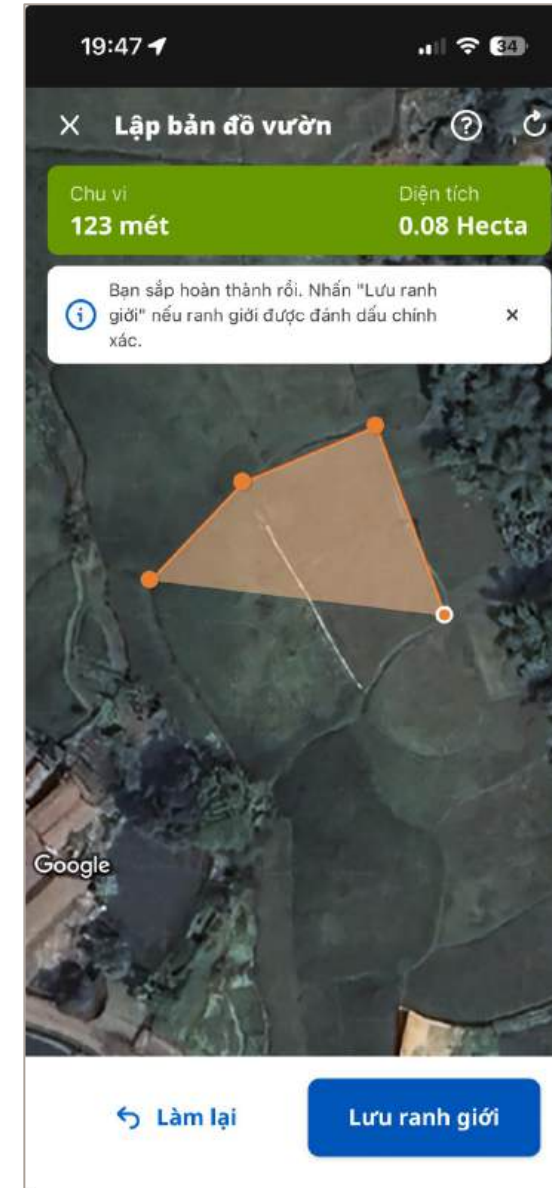 19:47
34
Lập bản đồ vườn
Chu vi
Diện tích
123 mét
0.08 Hecta
Bạn sắp hoàn thành rồi. Nhấn "Lưu ranh
giới" nếu ranh giới được đánh dấu chính
xác.
Google
Làm lại
Lưu ranh giới